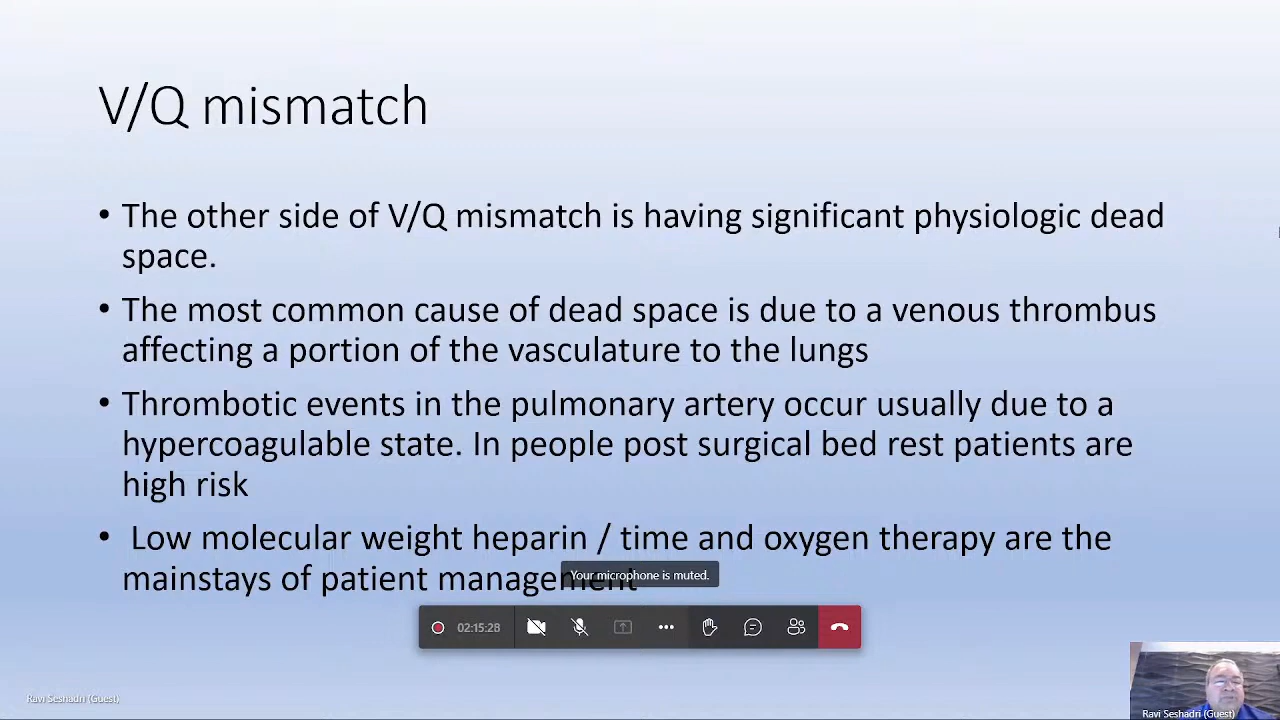 V/Q mismatch
• The other side of V/Q mismatch is having significant physiologic dead
space.
• The most common cause of dead space is due to a venous thrombus
affecting a portion of the vasculature to the lungs
• Thrombotic events in the pulmonary artery occur usually due to a
hypercoagulable state. In people post surgical bed rest patients are
high risk
• Low molecular weight heparin / time and oxygen therapy are the
mainstays of patient management
Your microphone is muted.
02:15:28
Ravi Seshadri (Guest)
Ravi Seshadri (Guest)